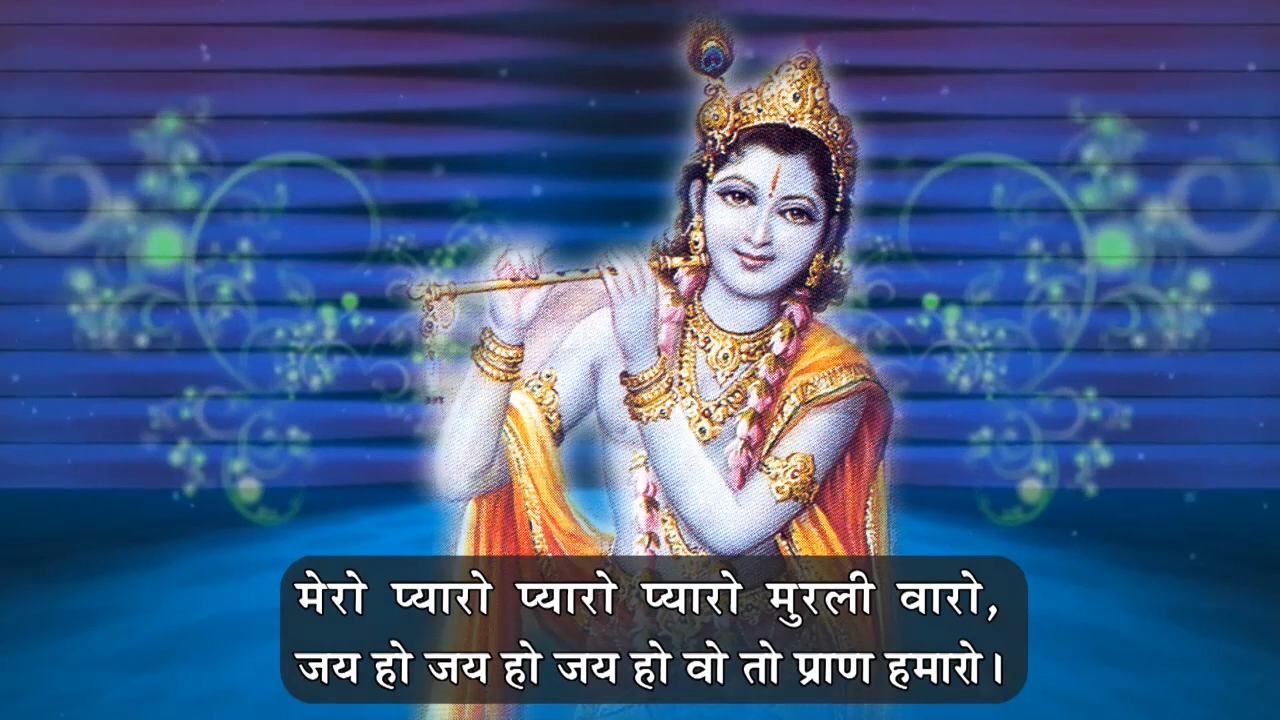 मेरो प्यारो प्यारो प्यारो मुरली वारो,
जय हो जय हो जय हो वो तो प्राण हमारो।